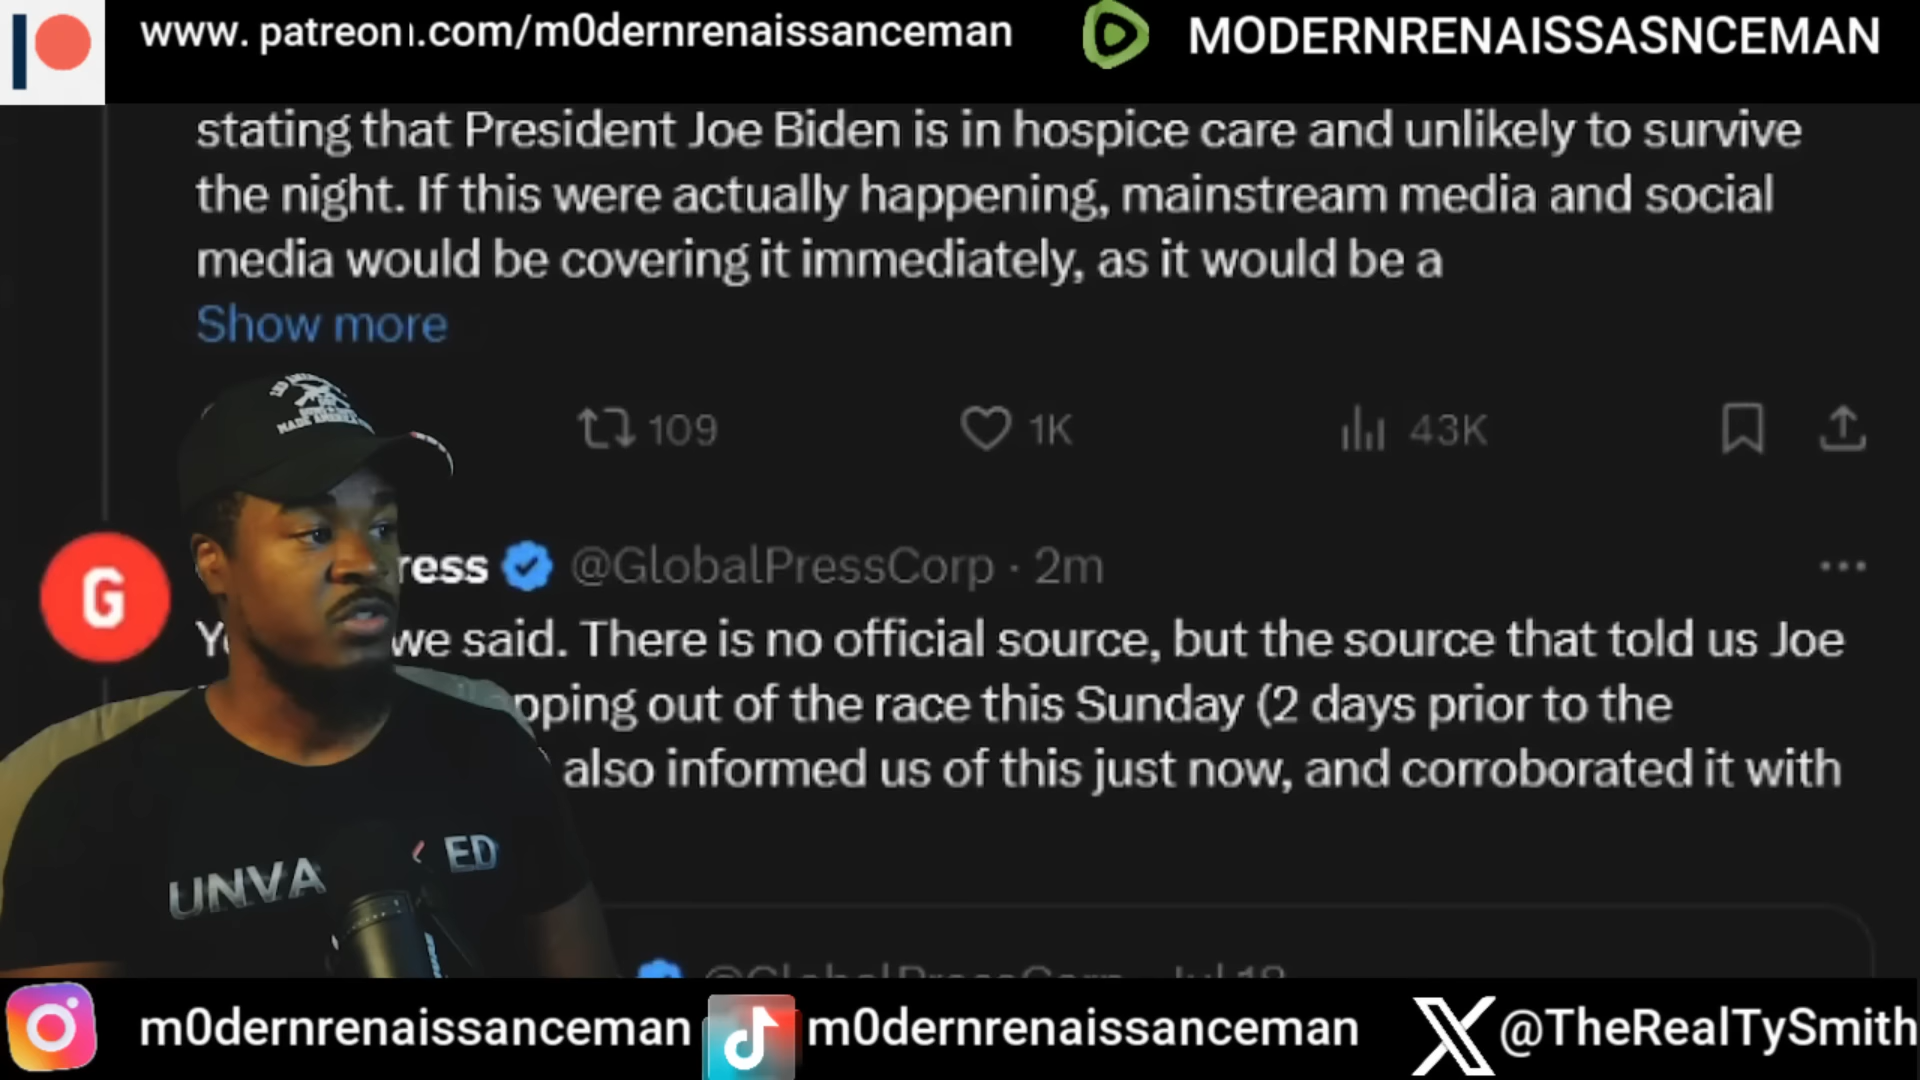 www. patreon.com/m0dernrenaissanceman
MODERNRENAISSASNCEMAN
stating that President Joe Biden is in hospice care and unlikely to survive
the night. If this were actually happening, mainstream media and social
media would be covering it immediately, as it would be a
Show more
109
1K
43K
MADE
G
ress @GlobalPressCorp · 2m
we said. There is no official source, but the source that told us Joe
pping out of the race this Sunday (2 days prior to the
also informed us of this just now, and corroborated it with
UNVA ED
@GlobalPressCorp · Jul 18
m0dernrenaissanceman
m0dernrenaissanceman
@TheRealTySmith